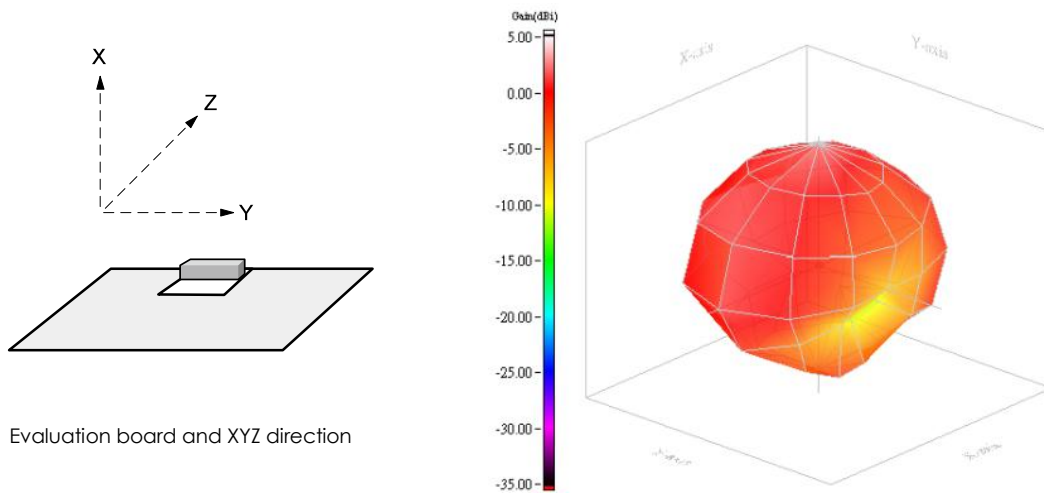 X
Z
Y
Evaluation board and XYZ direction
Gain(dBi)
5.00
0.00
-5.00
-10.00
-15.00
-20.00
-25.00
-30.00
-35.00
X-axis
Y-axis